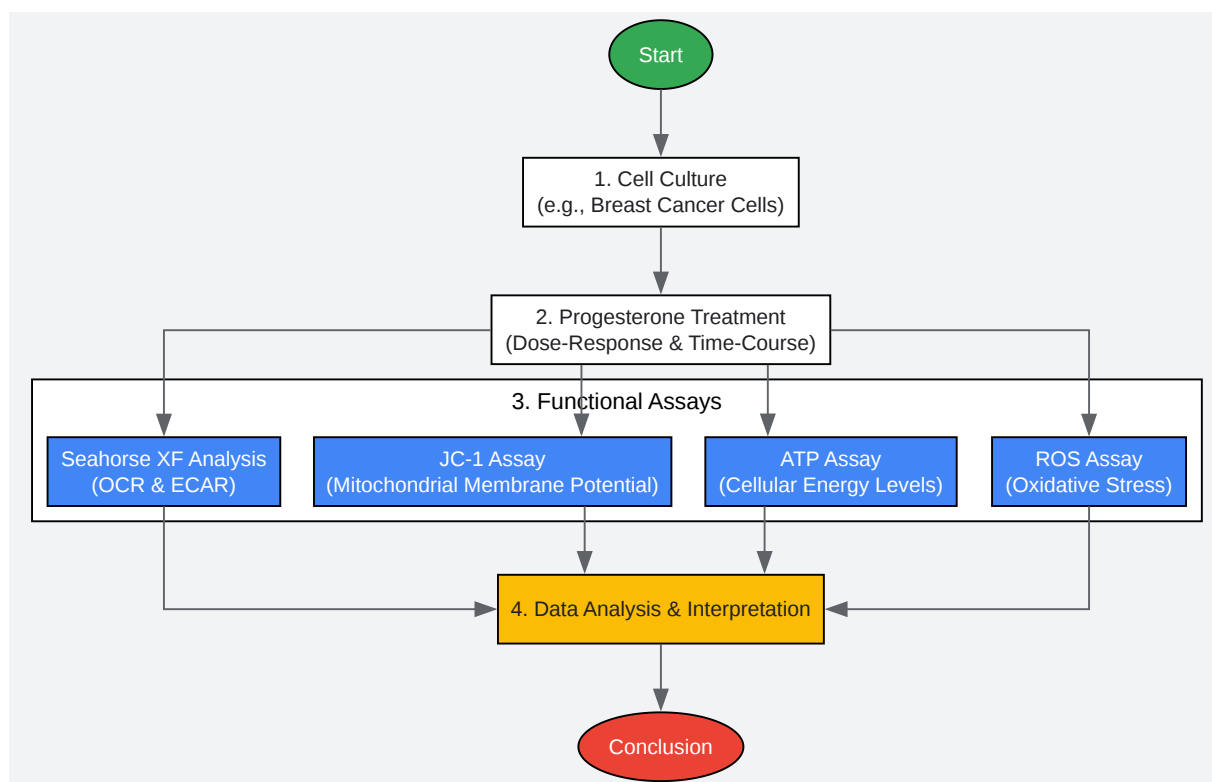 Start
1. Cell Culture
(e.g., Breast Cancer Cells)
2. Progesterone Treatment
(Dose-Response & Time-Course)
3. Functional Assays
Seahorse XF Analysis
(OCR & ECAR)
JC-1 Assay
(Mitochondrial Membrane Potential)
ATP Assay
(Cellular Energy Levels)
ROS Assay
(Oxidative Stress)
4. Data Analysis & Interpretation
Conclusion